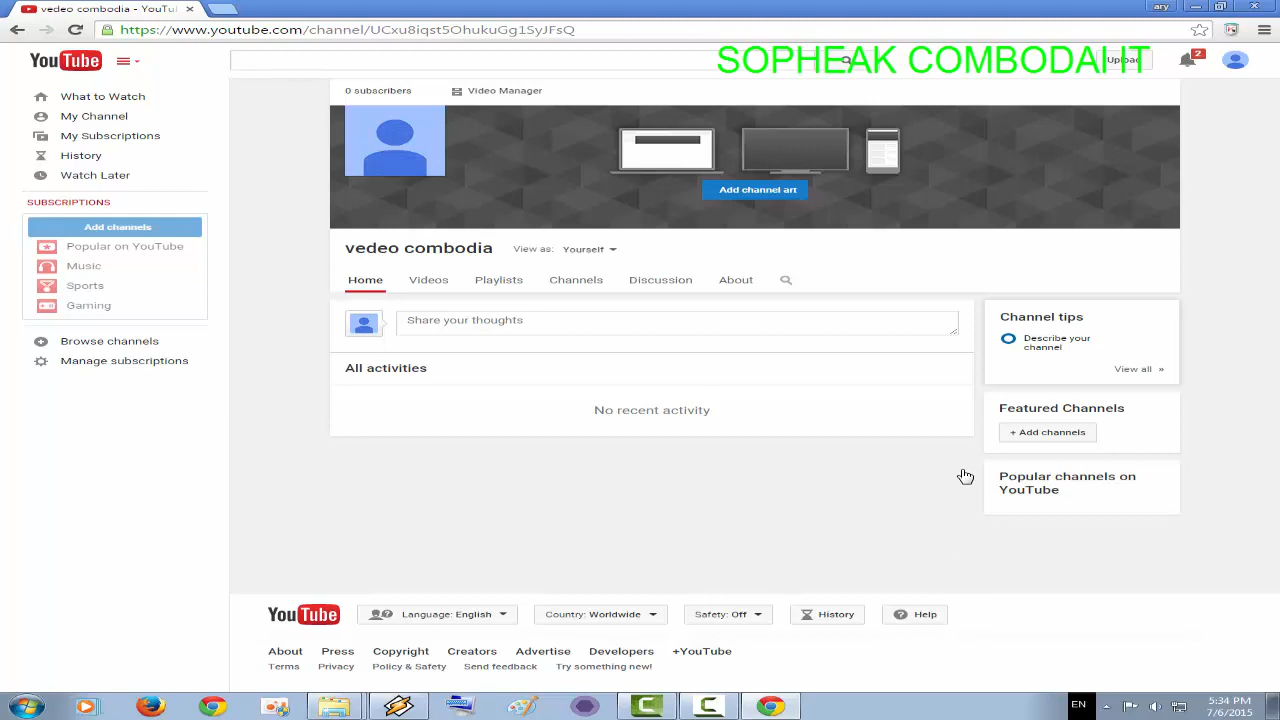 vedeo combodia - YouTub
ary
https://www.youtube.com/channel/UCxu8iqst5OhukuGg1SyJFsQ
YouTube
SOPHEAK COMBODAI IT
Upload
2
What to Watch
My Channel
My Subscriptions
History
Watch Later
SUBSCRIPTIONS
Add channels
Popular on YouTube
Music
Sports
Gaming
Browse channels
Manage subscriptions
0 subscribers
Video Manager
Add channel art
vedeo combodia
View as: Yourself
Home
Videos
Playlists
Channels
Discussion
About
Share your thoughts
All activities
No recent activity
Channel tips
Describe your
channel
View all »
Featured Channels
+ Add channels
Popular channels on
YouTube
YouTube
Language: English
Country: Worldwide
Safety: Off
History
Help
About
Press
Copyright
Creators
Advertise
Developers
+YouTube
Terms
Privacy
Policy & Safety
Send feedback
Try something new!
EN
5:34 PM
7/6/2015